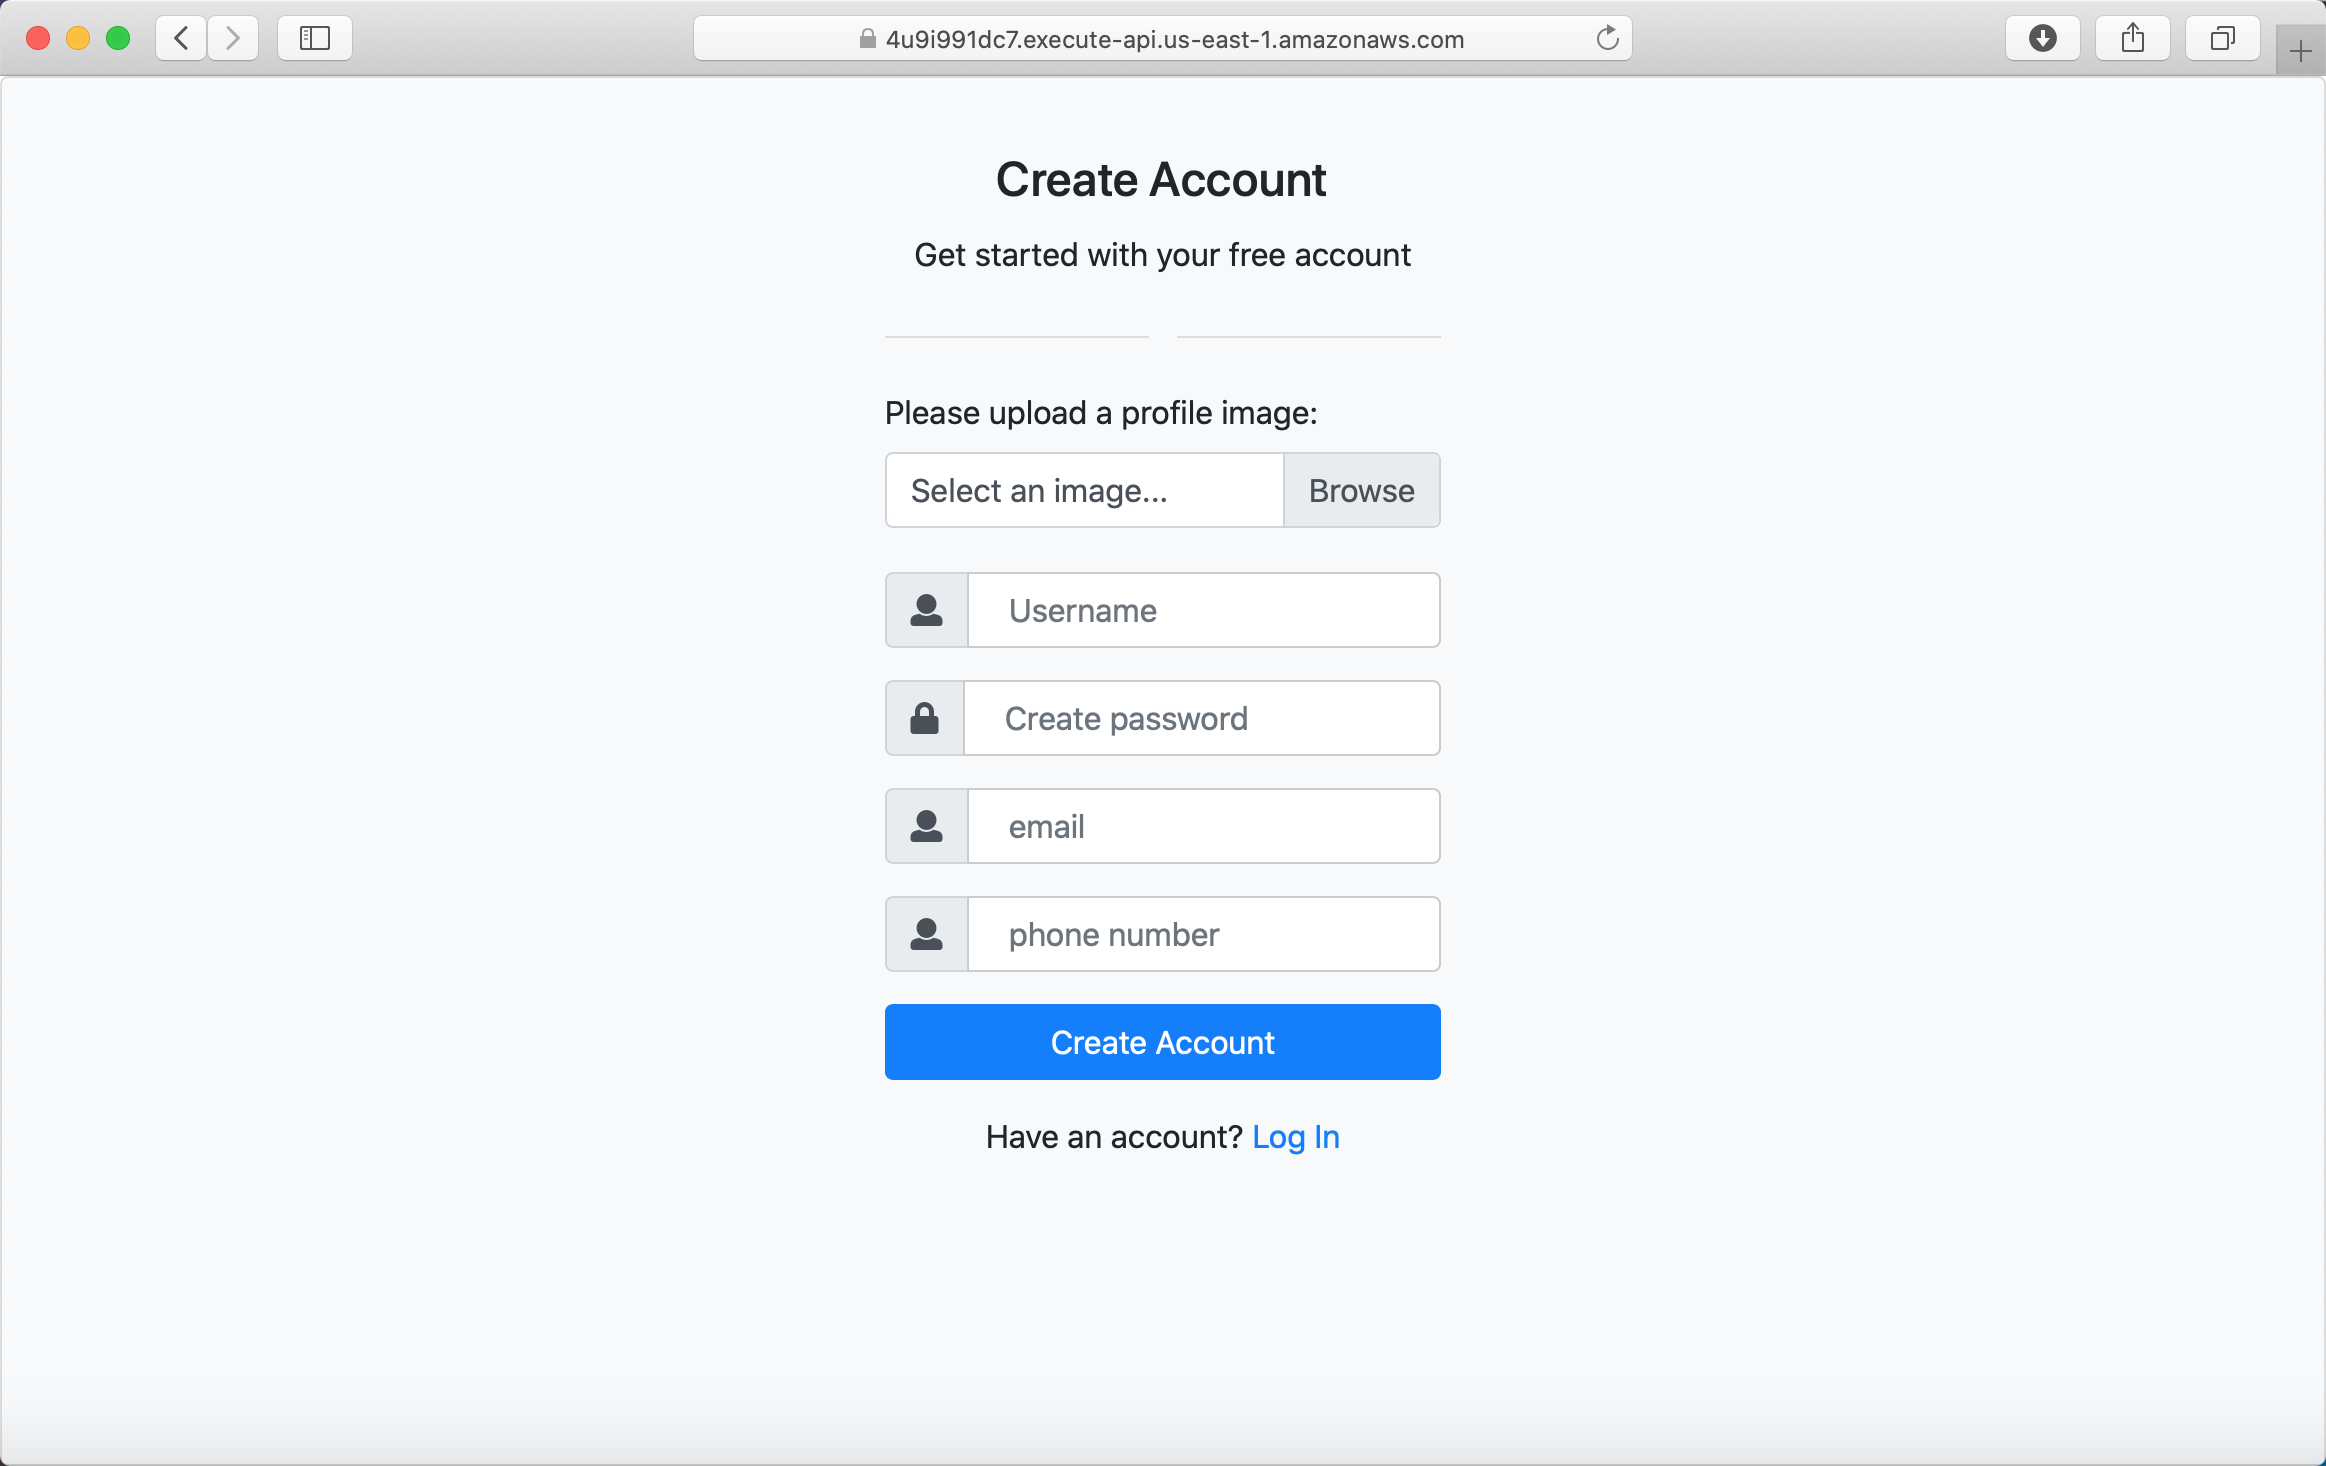 4u9i991dc7.execute-api.us-east-1.amazonaws.com
Create Account
Get started with your free account
Please upload a profile image:
Select an image...
Browse
Username
Create password
email
phone number
Create Account
Have an account? Log In